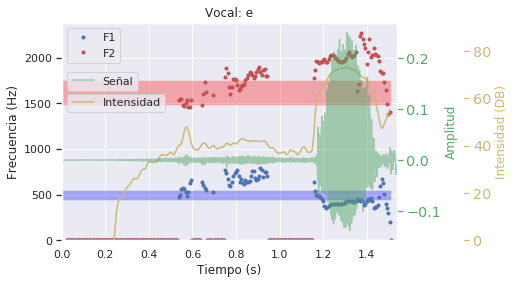 Vocal: e
F1
F2
Señal
Intensidad
Frecuencia (Hz)
2000
1500
1000
500
0
0.0 0.2 0.4 0.6 0.8 1.0 1.2 1.4
Tiempo (s)
0.2
0.1
0.0
−0.1
Amplitud
80
60
40
20
0
Intensidad (DB)